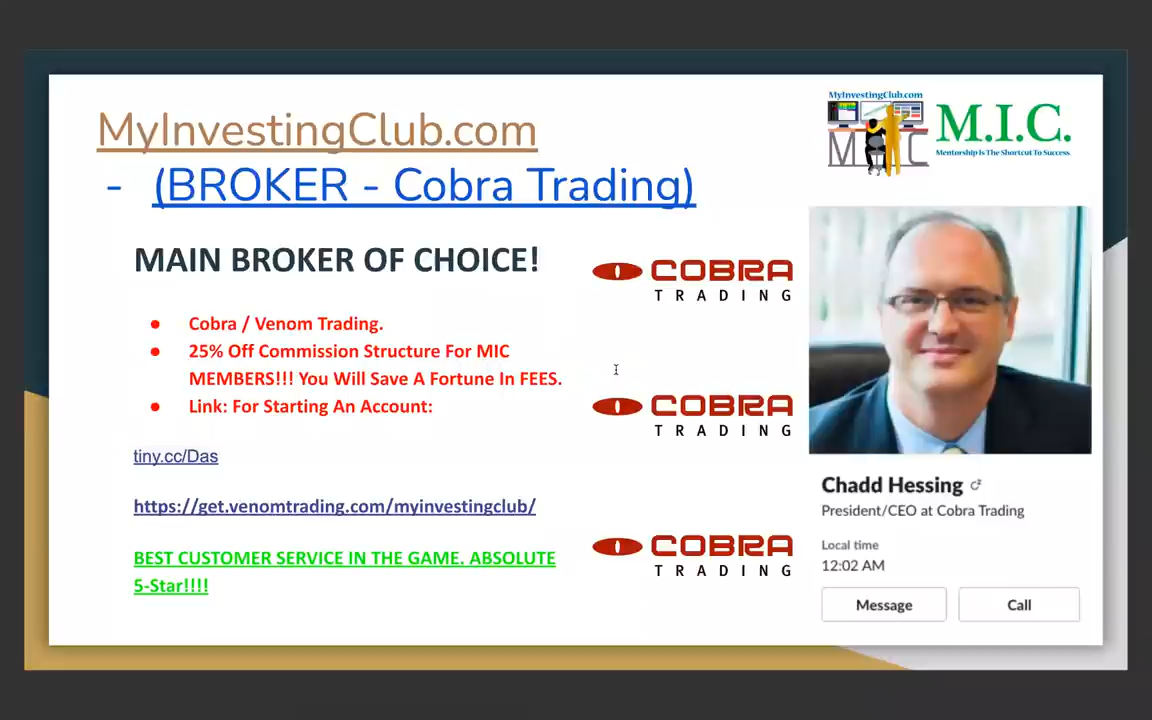 MyInvestingClub.com
- (BROKER - Cobra Trading)
MyInvestingClub.com
MIC
M.I.C.
Mentorship Is The Shortcut To Success.
MAIN BROKER OF CHOICE!
● Cobra / Venom Trading.
● 25% Off Commission Structure For MIC
MEMBERS!!! You Will Save A Fortune In FEES.
● Link: For Starting An Account:
tiny.cc/Das
https://get.venomtrading.com/myinvestingclub/
BEST CUSTOMER SERVICE IN THE GAME. ABSOLUTE
5-Star!!!!
COBRA
TRADING
COBRA
TRADING
COBRA
TRADING
Chadd Hessing
President/CEO at Cobra Trading
Local time
12:02 AM
Message
Call